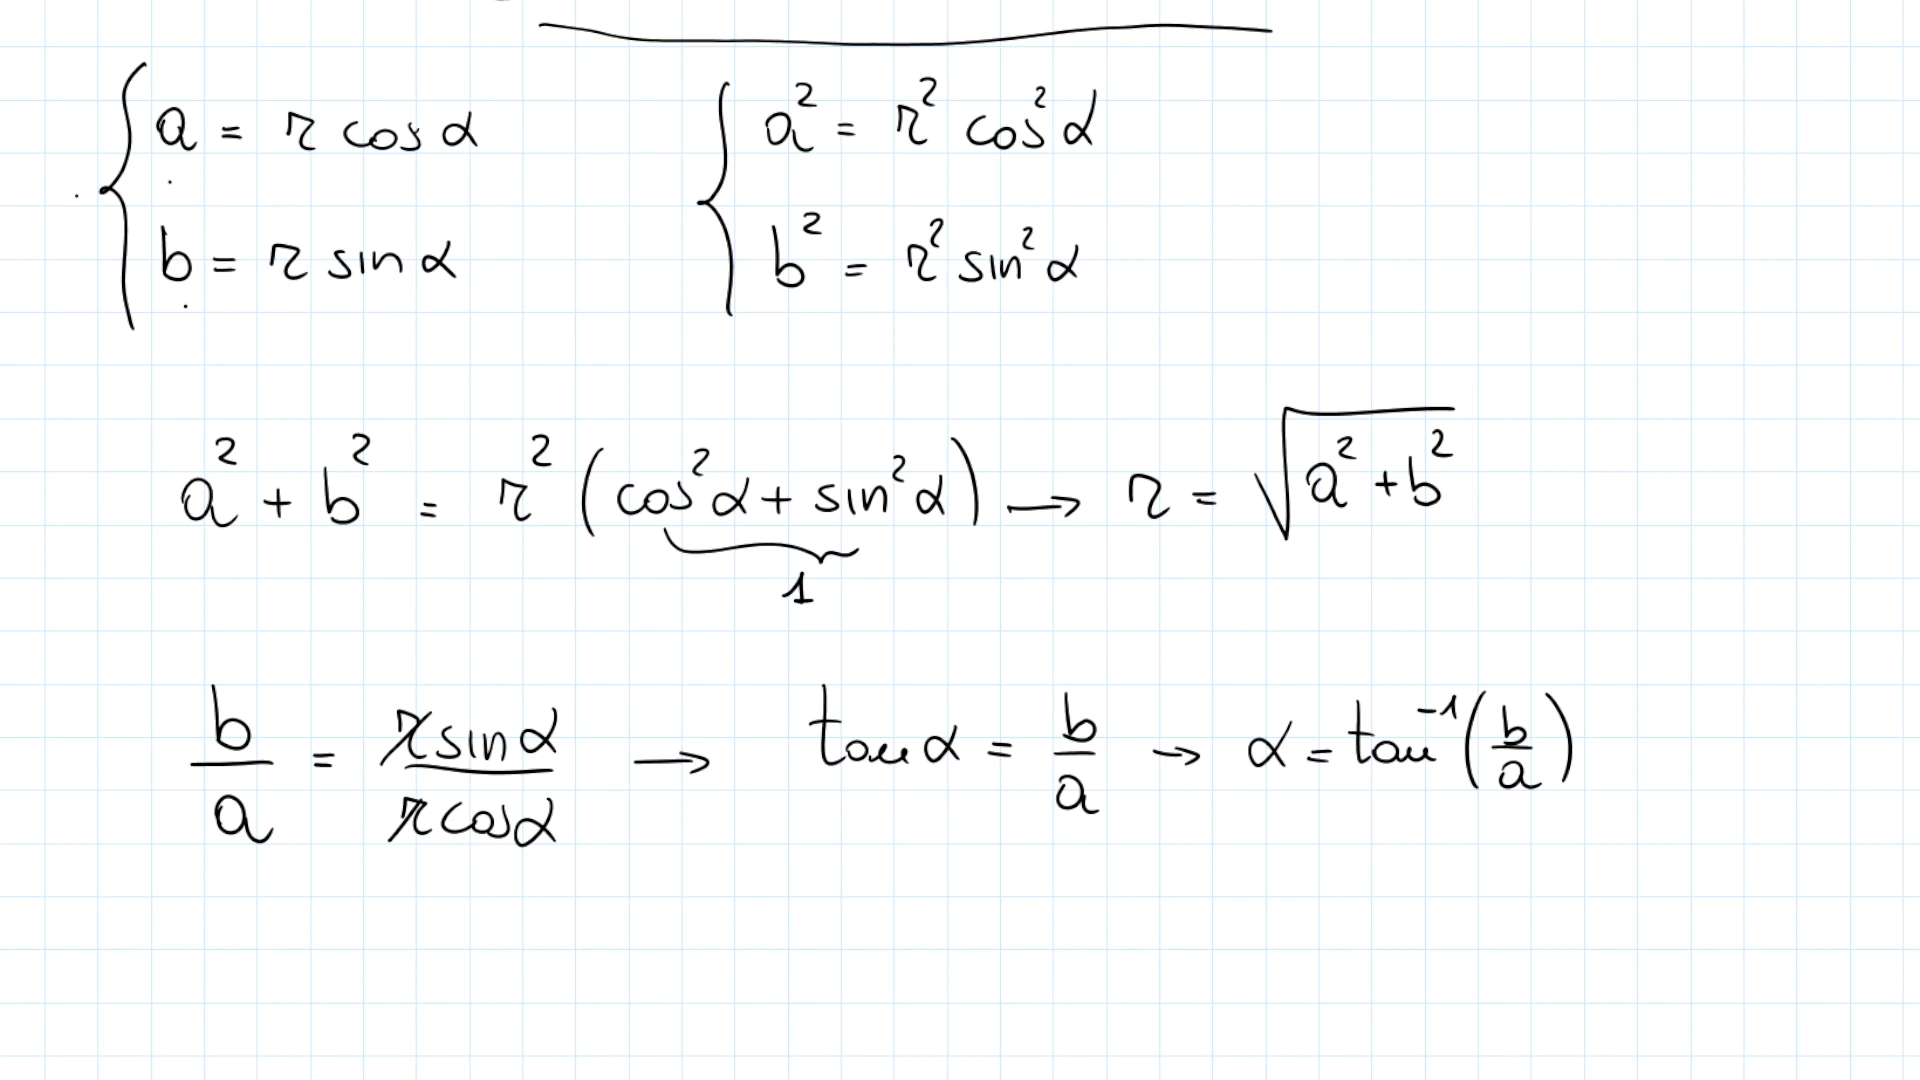 a = r cos α
b = r sin α
a² = r² cos² α
b² = r² sin² α
a² + b² = r² (cos² α + sin² α) → r = √(a² + b²)
1
b/a = r sin α / r cos α → tan α = b/a → α = tan⁻¹(b/a)